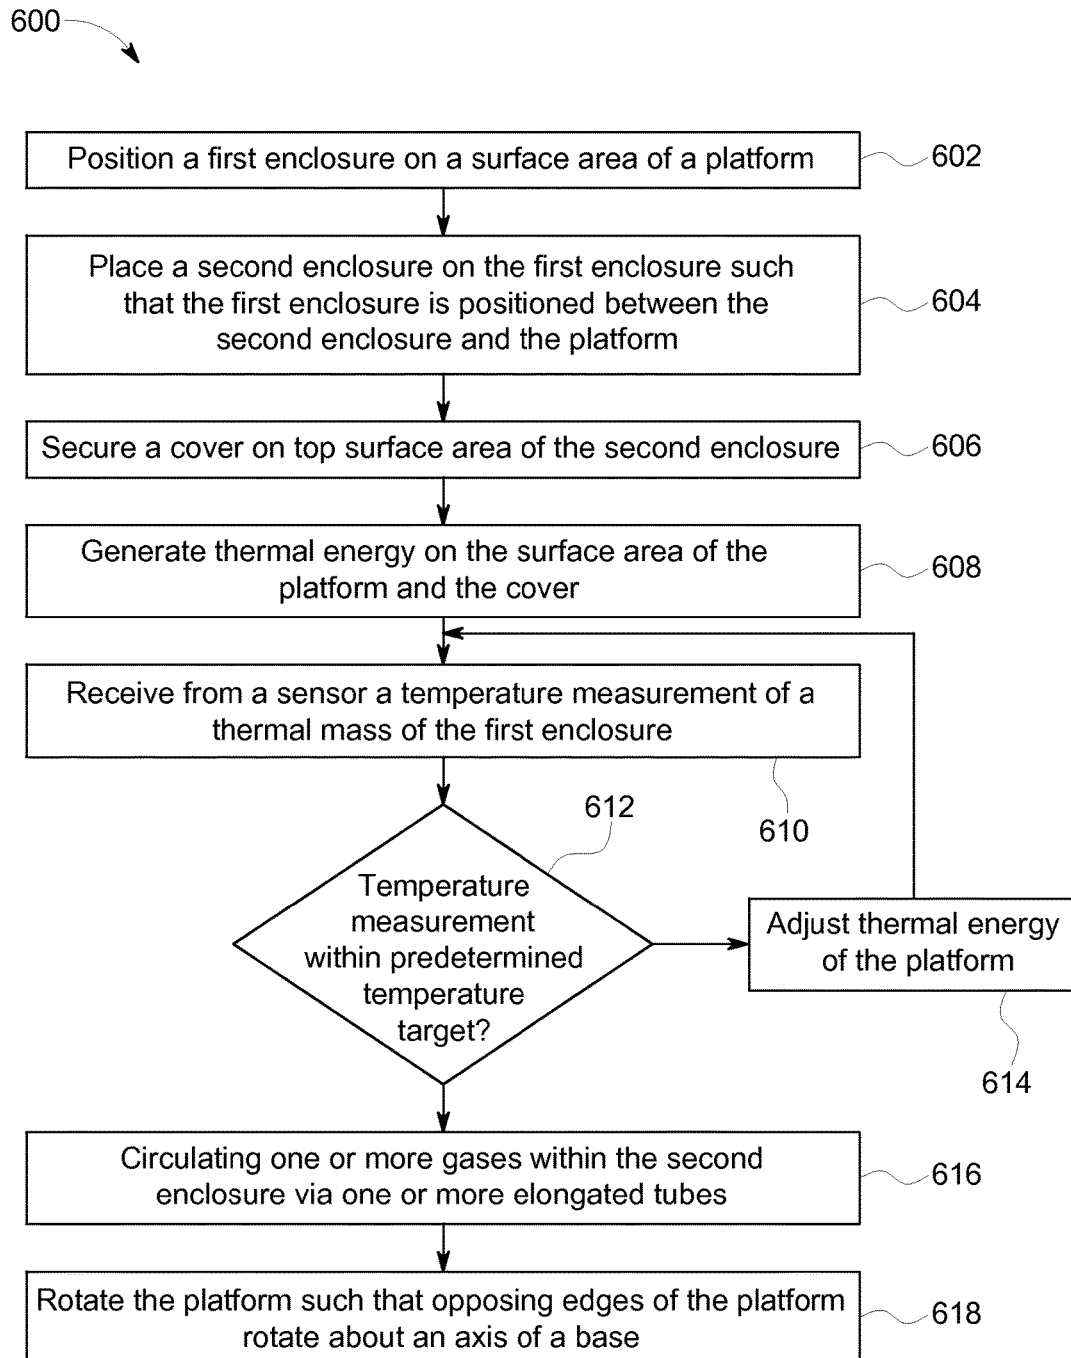 600
Position a first enclosure on a surface area of a platform
602
Place a second enclosure on the first enclosure such
that the first enclosure is positioned between the
second enclosure and the platform
604
Secure a cover on top surface area of the second enclosure
606
Generate thermal energy on the surface area of the
platform and the cover
608
Receive from a sensor a temperature measurement of a
thermal mass of the first enclosure
610
612
Temperature
measurement
within predetermined
temperature
target?
Adjust thermal energy
of the platform
614
Circulating one or more gases within the second
enclosure via one or more elongated tubes
616
Rotate the platform such that opposing edges of the platform
rotate about an axis of a base
618